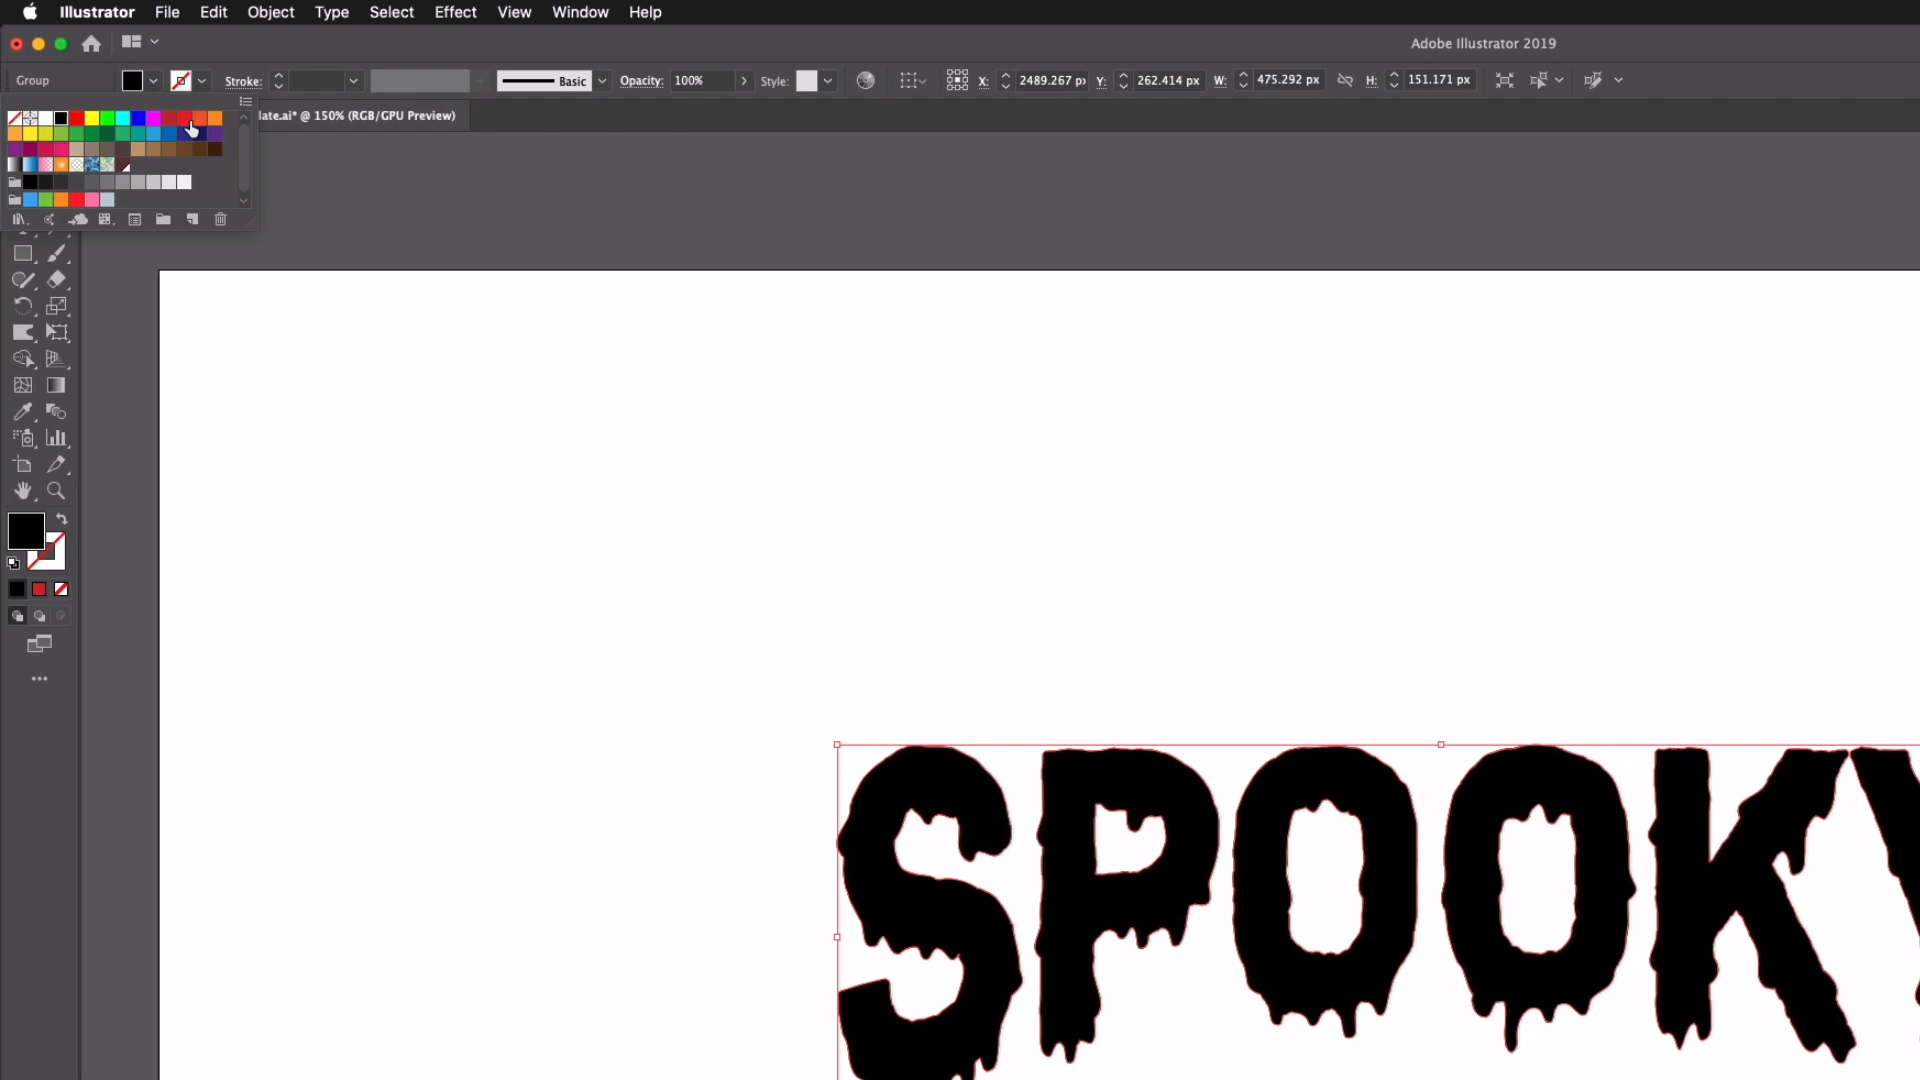 Illustrator File Edit Object Type Select Effect View Window Help
Adobe Illustrator 2019
Group Stroke: Basic Opacity: 100% Style: X: 2489.267 p Y: 262.414 px W: 475.292 px H: 151.171 px
late.ai* @ 150% (RGB/GPU Preview)
SPOOKY